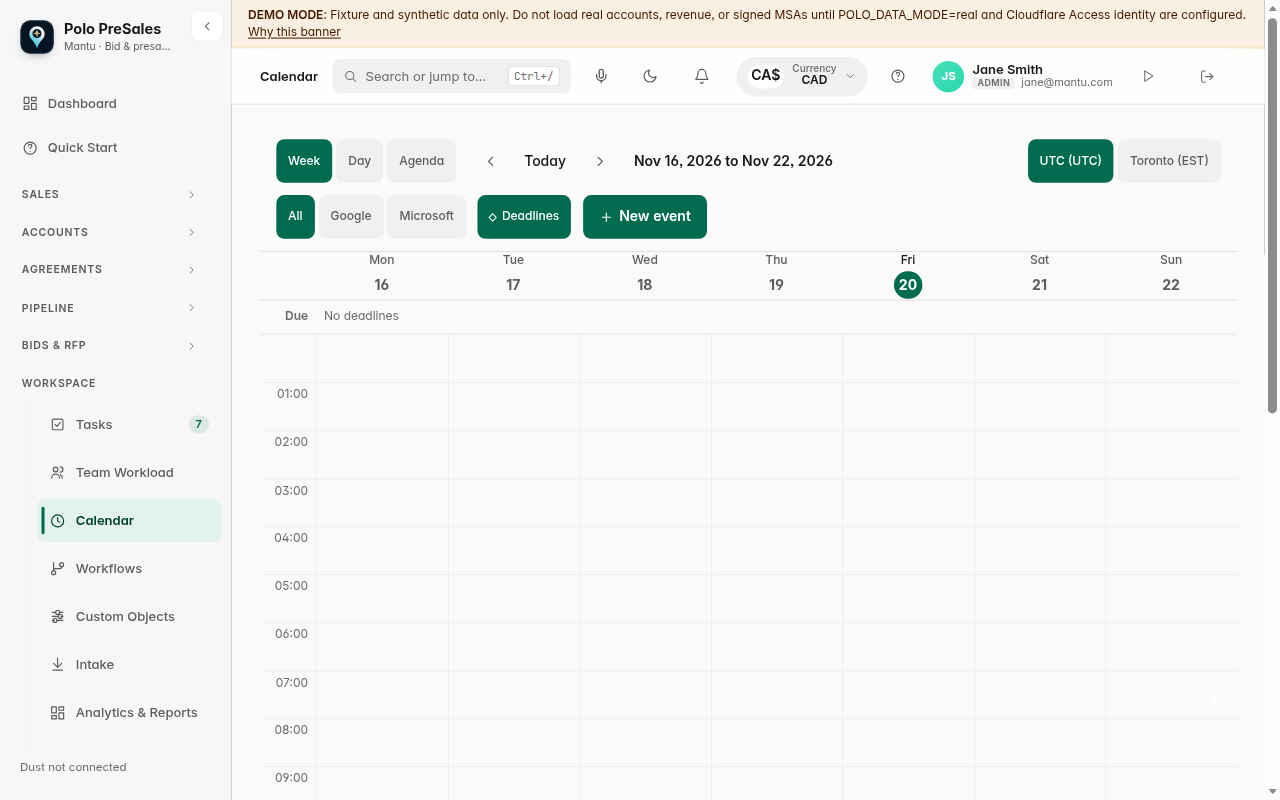 DEMO MODE: Fixture and synthetic data only. Do not load real accounts, revenue, or signed MSAs until POLO_DATA_MODE=real and Cloudflare Access identity are configured.
Why this banner
Polo PreSales
Mantu · Bid & presa...
Dashboard
Quick Start
SALES
ACCOUNTS
AGREEMENTS
PIPELINE
BIDS & RFP
WORKSPACE
Tasks 7
Team Workload
Calendar
Workflows
Custom Objects
Intake
Analytics & Reports
Dust not connected
Calendar
Search or jump to... Ctrl+/
CA$ Currency CAD
JS Jane Smith
ADMIN jane@mantu.com
Week Day Agenda Today Nov 16, 2026 to Nov 22, 2026 UTC (UTC) Toronto (EST)
All Google Microsoft ◇ Deadlines + New event
Mon Tue Wed Thu Fri Sat Sun
16 17 18 19 20 21 22
Due No deadlines
01:00
02:00
03:00
04:00
05:00
06:00
07:00
08:00
09:00